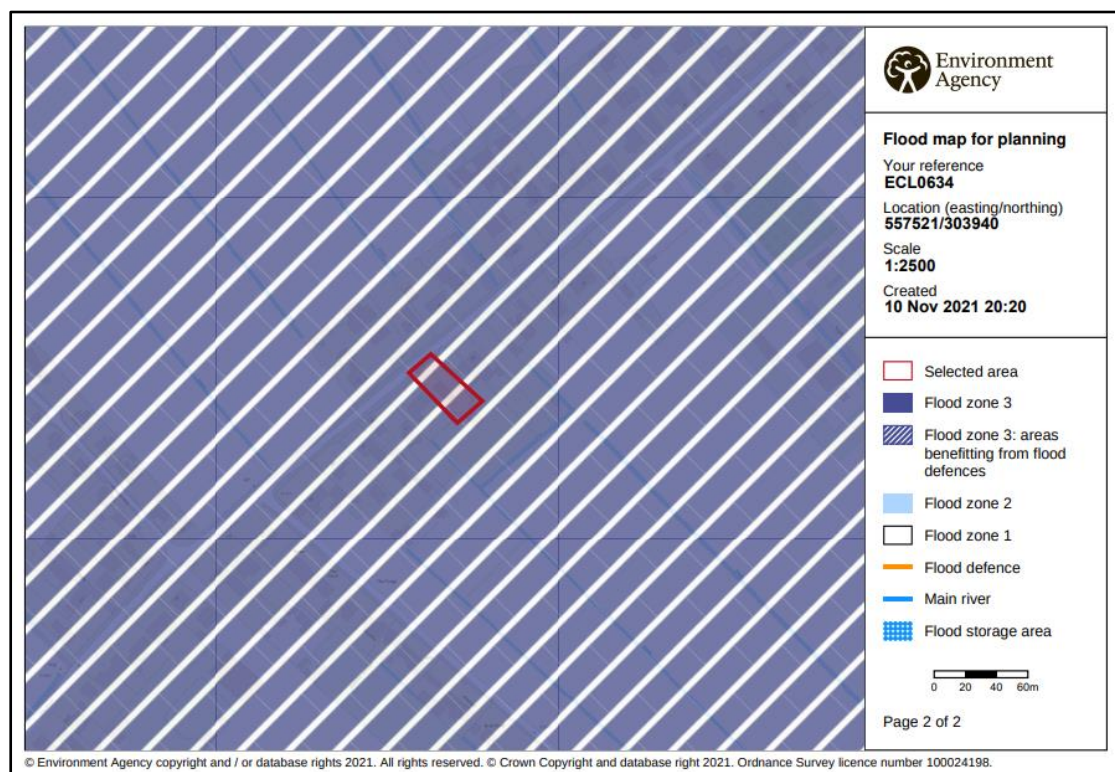 Environment
Agency
Flood map for planning
Your reference
ECL0634
Location (easting/northing)
557521/303940
Scale
1:2500
Created
10 Nov 2021 20:20
Selected area
Flood zone 3
Flood zone 3: areas
benefitting from flood
defences
Flood zone 2
Flood zone 1
Flood defence
Main river
Flood storage area
0 20 40 60m
Page 2 of 2
© Environment Agency copyright and / or database rights 2021. All rights reserved. © Crown Copyright and database right 2021. Ordnance Survey licence number 100024198.